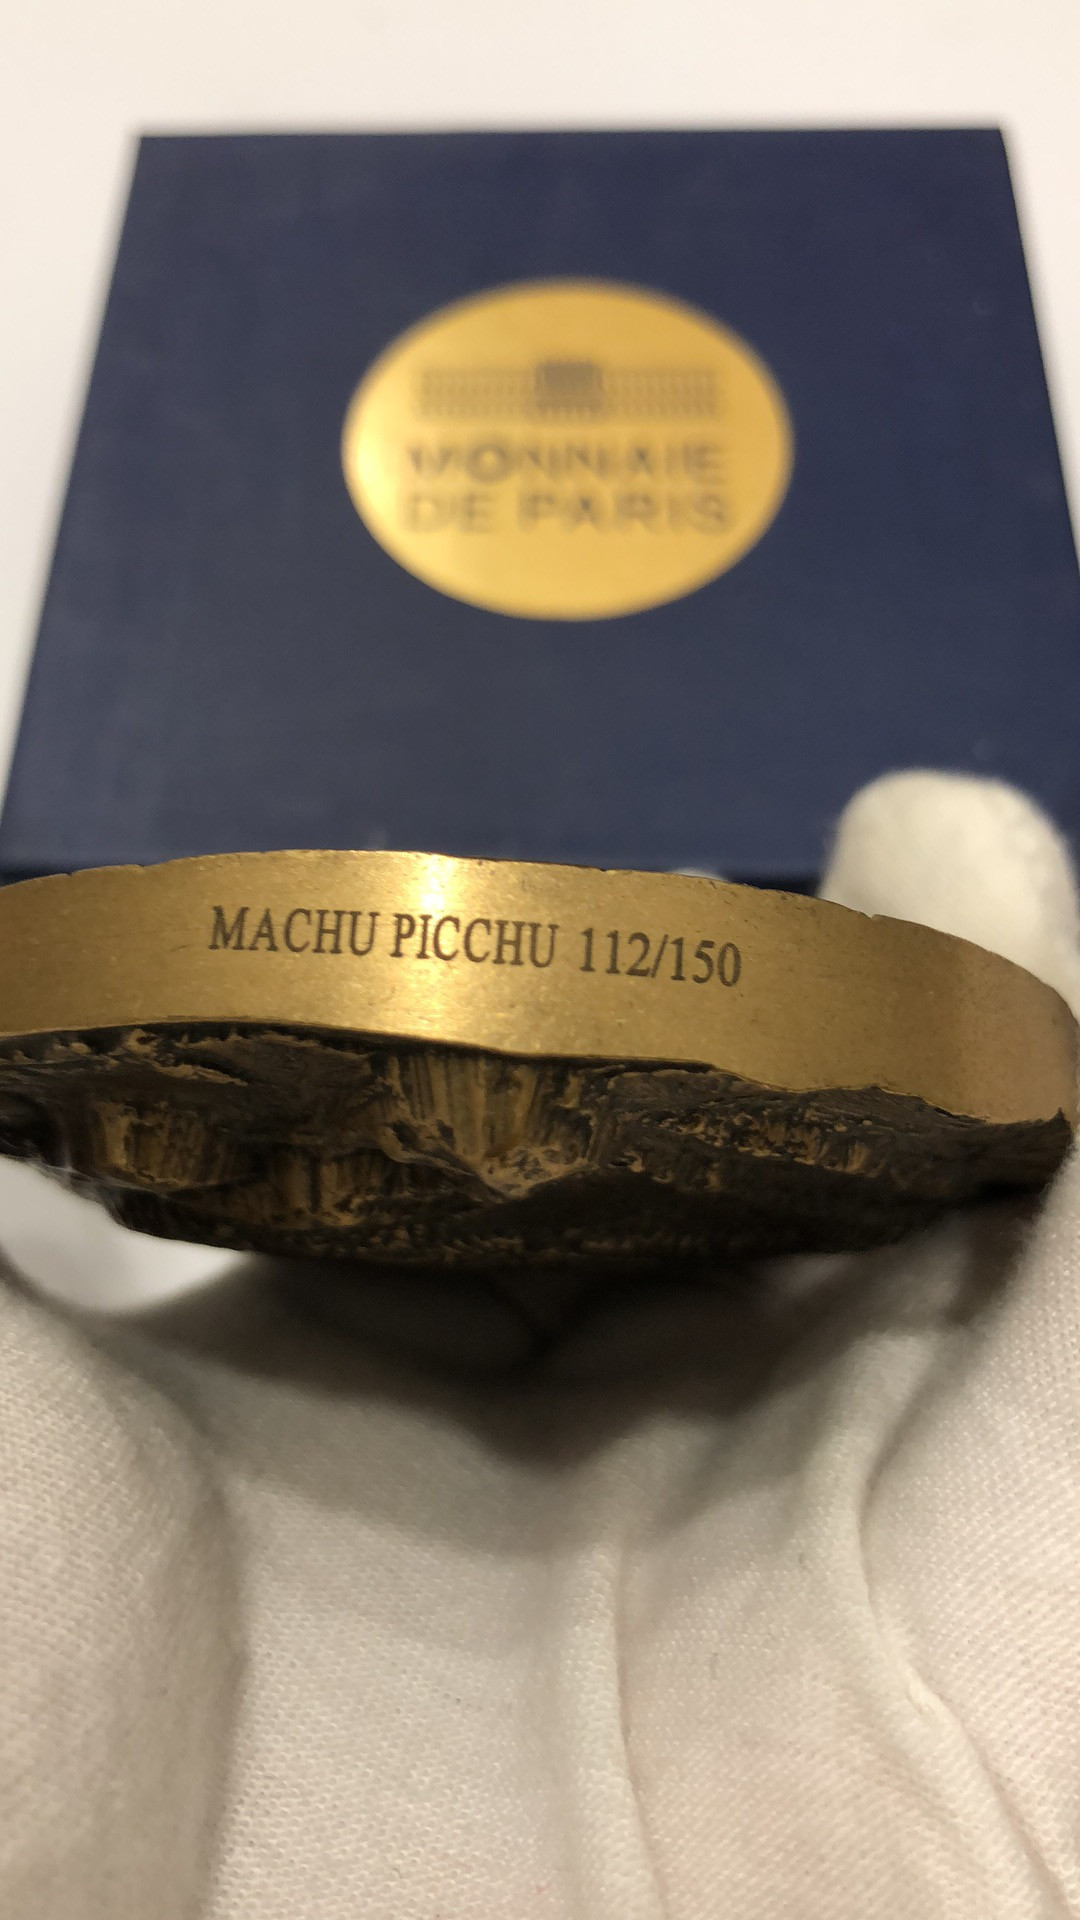 MONNAIE
DE PARIS
MACHU PICCHU 112/150